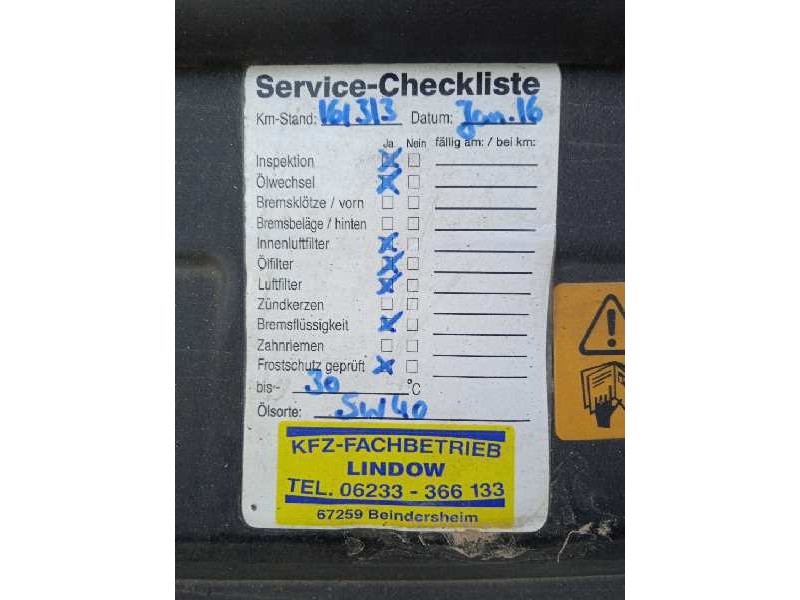 Service-Checkliste
Km-Stand: 161313 Datum: Jan. 16
Ja Nein fällig am: / bei km:
Inspektion
Ölwechsel
Bremsklötze / vorn
Bremsbeläge / hinten
Innenluftfilter
Ölfilter
Luftfilter
Zündkerzen
Bremsflüssigkeit
Zahnriemen
Frostschutz geprüft
bis - 30 °C
Ölsorte: 5W40
KFZ-FACHBETRIEB
LINDOW
TEL. 06233 - 366 133
67259 Beindersheim